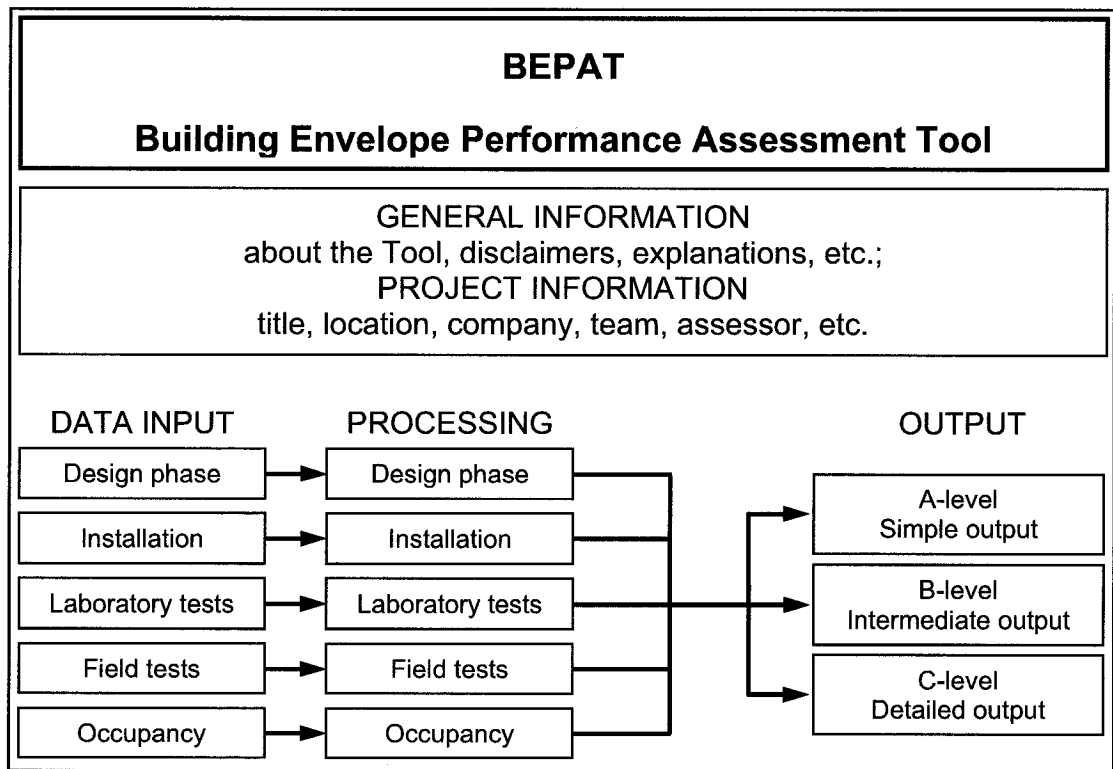 BEPAT
Building Envelope Performance Assessment Tool
GENERAL INFORMATION
about the Tool, disclaimers, explanations, etc.;
PROJECT INFORMATION
title, location, company, team, assessor, etc.
DATA INPUT
PROCESSING
OUTPUT
Design phase
Design phase
Installation
Installation
Laboratory tests
Laboratory tests
Field tests
Field tests
Occupancy
Occupancy
A-level
Simple output
B-level
Intermediate output
C-level
Detailed output